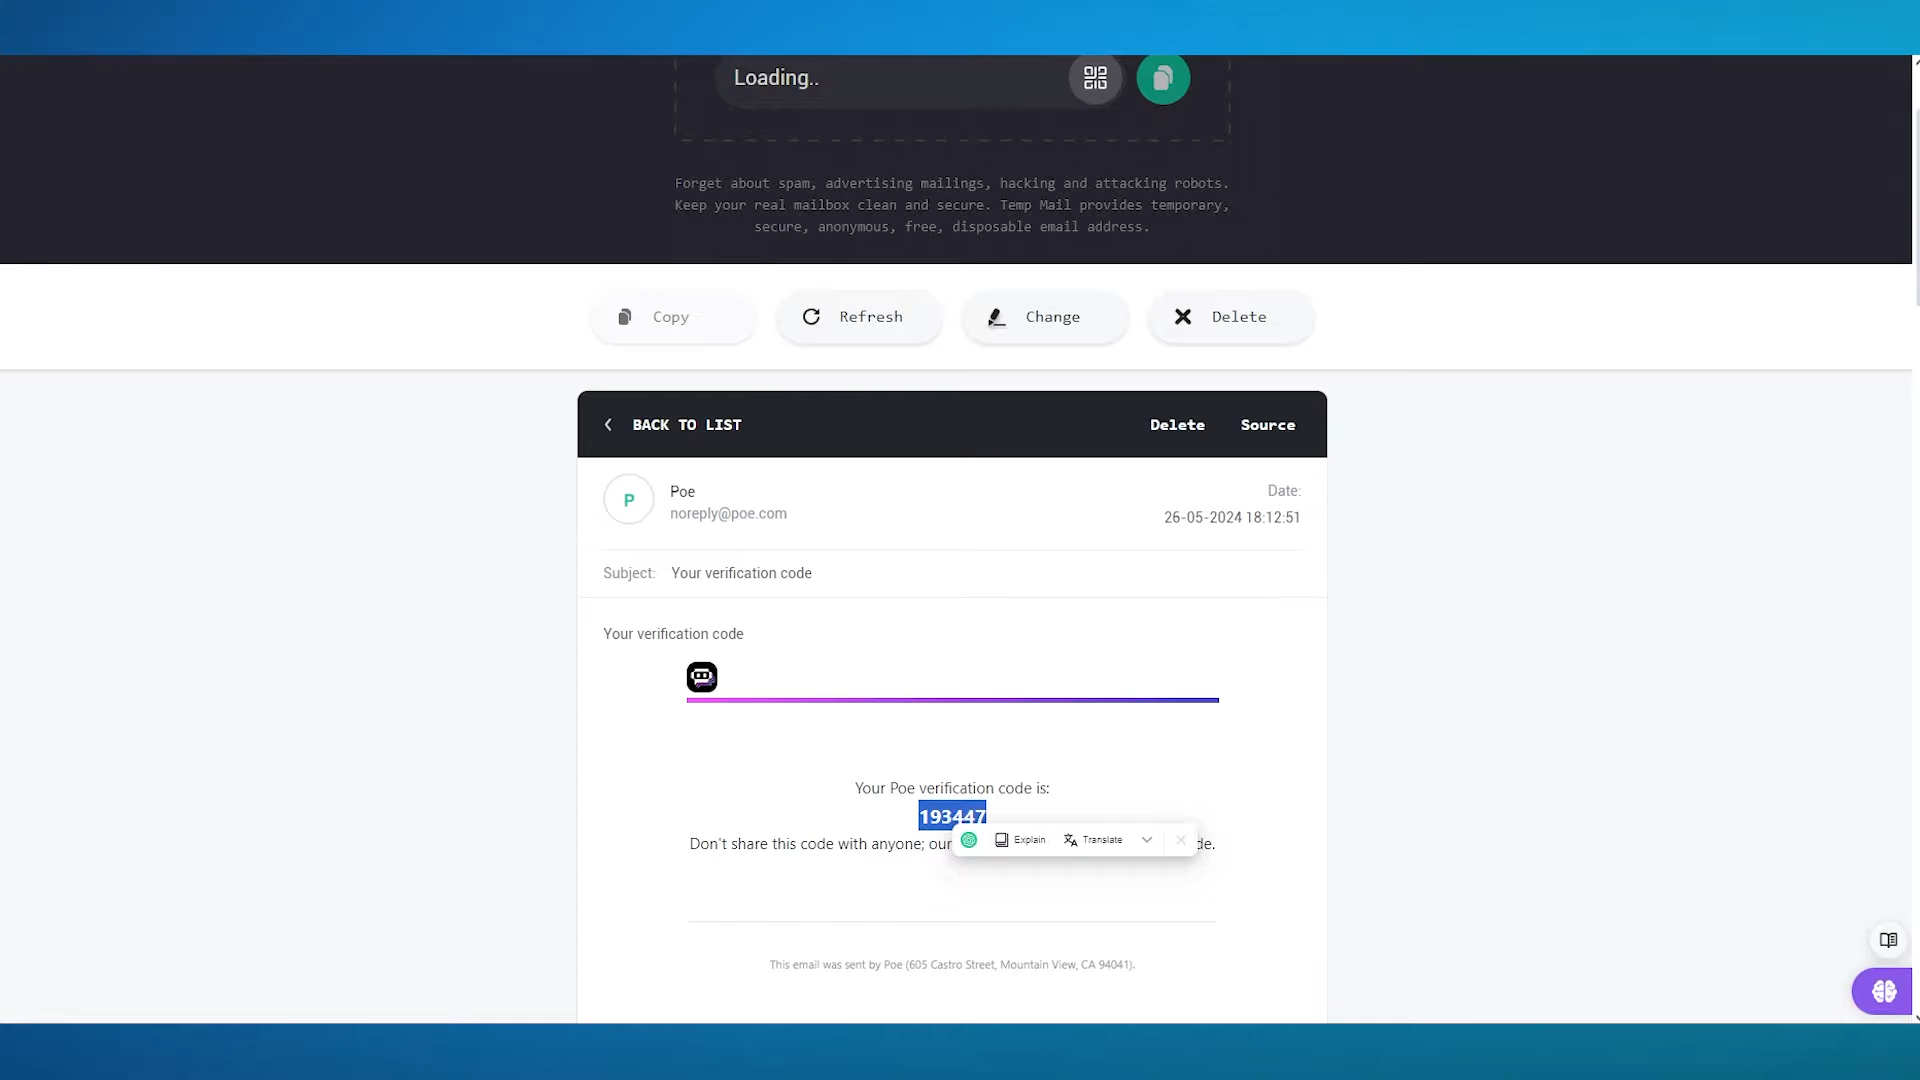 Loading..
Forget about spam, advertising mailings, hacking and attacking robots.
Keep your real mailbox clean and secure. Temp Mail provides temporary,
secure, anonymous, free, disposable email address.
Copy
Refresh
Change
Delete
BACK TO LIST
Delete
Source
P
Poe
noreply@poe.com
Date:
26-05-2024 18:12:51
Subject: Your verification code
Your verification code
Your Poe verification code is:
193447
Don't share this code with anyone; our
de.
Explain
Translate
This email was sent by Poe (605 Castro Street, Mountain View, CA 94041).